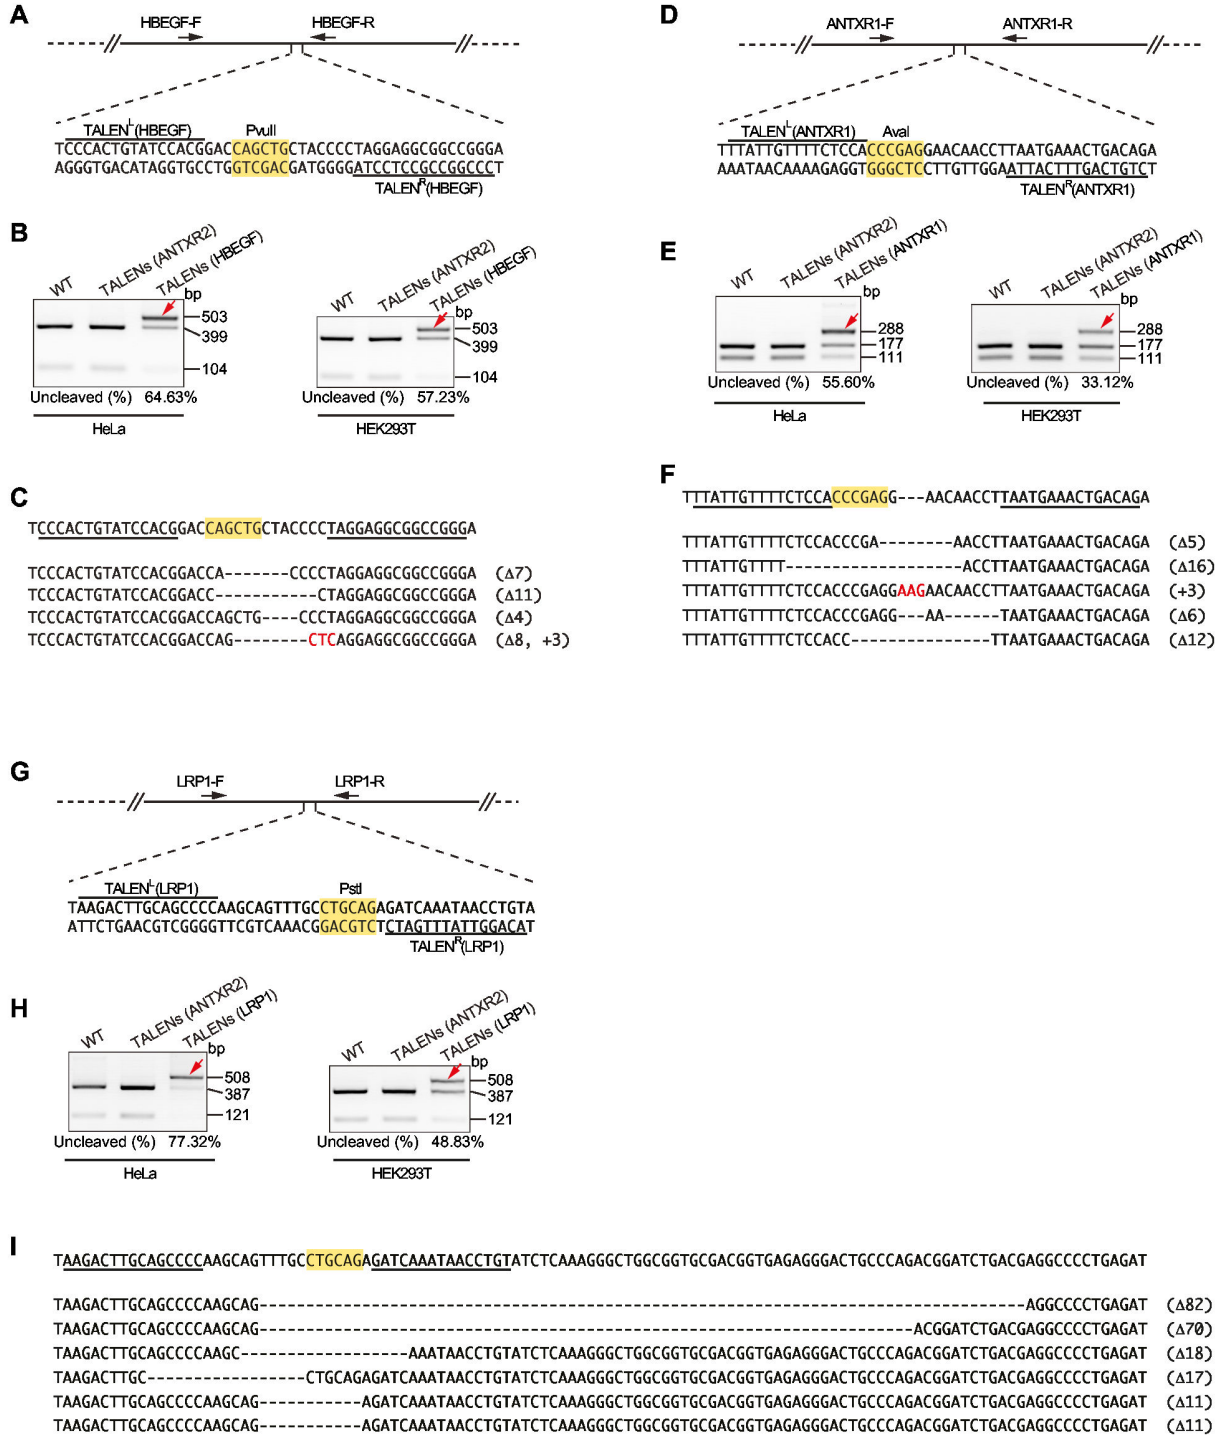 A
HBEGF-F
HBEGF-R
TALENL(HBEGF)
PvuII
TCCCACTGTATCCACGGACCAGCTGCTACCCCTAGGAGGCGGCCGGGA
AGGGTGACATAGGTGCCTGGTCGACGATGGGGATCCTCCGCCGGCCCT
TALENR(HBEGF)
B
WT
TALENs (ANTXR2)
TALENs (HBEGF)
bp
503
399
104
Uncleaved (%) 64.63%
HeLa
WT
TALENs (ANTXR2)
TALENs (HBEGF)
bp
503
399
104
Uncleaved (%) 57.23%
HEK293T
C
TCCCACTGTATCCACGGACCAGCTGCTACCCCTAGGAGGCGGCCGGGA
TCCCACTGTATCCACGGACCA-------CCCCTAGGAGGCGGCCGGGA (Δ7)
TCCCACTGTATCCACGGACC-----------CTAGGAGGCGGCCGGGA (Δ11)
TCCCACTGTATCCACGGACCAGCTG----CCCTAGGAGGCGGCCGGGA (Δ4)
TCCCACTGTATCCACGGACCAG--------CTCAGGAGGCGGCCGGGA (Δ8, +3)
D
ANTXR1-F
ANTXR1-R
TALENL(ANTXR1)
AvaI
TTTATTGTTTTCTCCACCCGAGGAACAACCTTAATGAAACTGACAGA
AAATAACAAAAGAGGTGGGCTCCTTGTTGGAATTACTTTGACTGTCT
TALENR(ANTXR1)
E
WT
TALENs (ANTXR2)
TALENs (ANTXR1)
bp
288
177
111
Uncleaved (%) 55.60%
HeLa
WT
TALENs (ANTXR2)
TALENs (ANTXR1)
bp
288
177
111
Uncleaved (%) 33.12%
HEK293T
F
TTTATTGTTTTCTCCACCCGAGG---AACAACCTTAATGAAACTGACAGA
TTTATTGTTTTCTCCACCCGA--------AACCTTAATGAAACTGACAGA (Δ5)
TTTATTGTTTT-------------------ACCTTAATGAAACTGACAGA (Δ16)
TTTATTGTTTTCTCCACCCGAGGAAGAACAACCTTAATGAAACTGACAGA (+3)
TTTATTGTTTTCTCCACCCGAGG---AA------TAATGAAACTGACAGA (Δ6)
TTTATTGTTTTCTCCACC---------------TTAATGAAACTGACAGA (Δ12)
G
LRP1-F
LRP1-R
TALENL(LRP1)
PstI
TAAGACTTGCAGCCCCAAGCAGTTTGCCTGCAGAGATCAAATAACCTGTA
ATTCTGAACGTCGGGGTTCGTCAAACGGACGTCTCTAGTTTATTGGACAT
TALENR(LRP1)
H
WT
TALENs (ANTXR2)
TALENs (LRP1)
bp
508
387
121
Uncleaved (%) 77.32%
HeLa
WT
TALENs (ANTXR2)
TALENs (LRP1)
bp
508
387
121
Uncleaved (%) 48.83%
HEK293T
I
TAAGACTTGCAGCCCCAAGCAGTTTGCCTGCAGAGATCAAATAACCTGTATCTCAAAGGGCTGGCGGTGCGACGGTGAGAGGGACTGCCCAGACGGATCTGACGAGGCCCCTGAGAT
TAAGACTTGCAGCCCCAAGCAG----------------------------------------------------------------------------------AGGCCCCTGAGAT (Δ82)
TAAGACTTGCAGCCCCAAGCAG----------------------------------------------------------------------ACGGATCTGACGAGGCCCCTGAGAT (Δ70)
TAAGACTTGCAGCCCCAAGC------------------AAATAACCTGTATCTCAAAGGGCTGGCGGTGCGACGGTGAGAGGGACTGCCCAGACGGATCTGACGAGGCCCCTGAGAT (Δ18)
TAAGACTTGC-----------------CTGCAGAGATCAAATAACCTGTATCTCAAAGGGCTGGCGGTGCGACGGTGAGAGGGACTGCCCAGACGGATCTGACGAGGCCCCTGAGAT (Δ17)
TAAGACTTGCAGCCCCAAGCAG-----------AGATCAAATAACCTGTATCTCAAAGGGCTGGCGGTGCGACGGTGAGAGGGACTGCCCAGACGGATCTGACGAGGCCCCTGAGAT (Δ11)
TAAGACTTGCAGCCCCAAGCAG-----------AGATCAAATAACCTGTATCTCAAAGGGCTGGCGGTGCGACGGTGAGAGGGACTGCCCAGACGGATCTGACGAGGCCCCTGAGAT (Δ11)